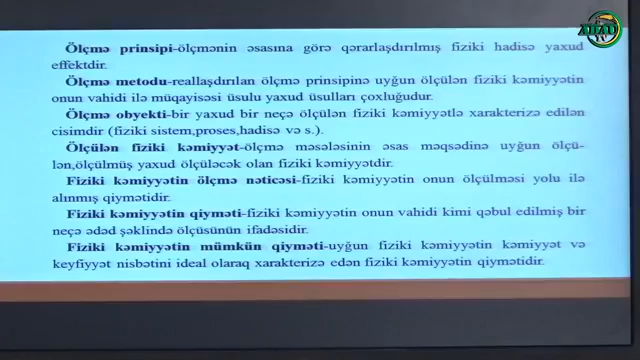 Ölçmə prinsipi-ölçmənin əsasına görə qərarlaşdırılmış fiziki hadisə yaxud
effektdir.
Ölçmə metodu-reallaşdırılan ölçmə prinsipinə uyğun ölçülən fiziki kəmiyyətin
onun vahidi ilə müqayisəsi üsulu yaxud üsulları çoxluğudur.
Ölçmə obyekti-bir yaxud bir neçə ölçülən fiziki kəmiyyətlə xarakterizə edilən
cisimdir (fiziki sistem,proses,hadisə və s.).
Ölçülən fiziki kəmiyyət-ölçmə məsələsinin əsas məqsədinə uyğun ölçü-
lən,ölçülmüş yaxud ölçüləcək olan fiziki kəmiyyətdir.
Fiziki kəmiyyətin ölçmə nəticəsi-fiziki kəmiyyətin onun ölçülməsi yolu ilə
alınmış qiymətidir.
Fiziki kəmiyyətin qiyməti-fiziki kəmiyyətin onun vahidi kimi qəbul edilmiş bir
neçə ədəd şəklində ölçüsünün ifadəsidir.
Fiziki kəmiyyətin mümkün qiyməti-uyğun fiziki kəmiyyətin kəmiyyət və
keyfiyyət nisbətini ideal olaraq xarakterizə edən fiziki kəmiyyətin qiymətidir.